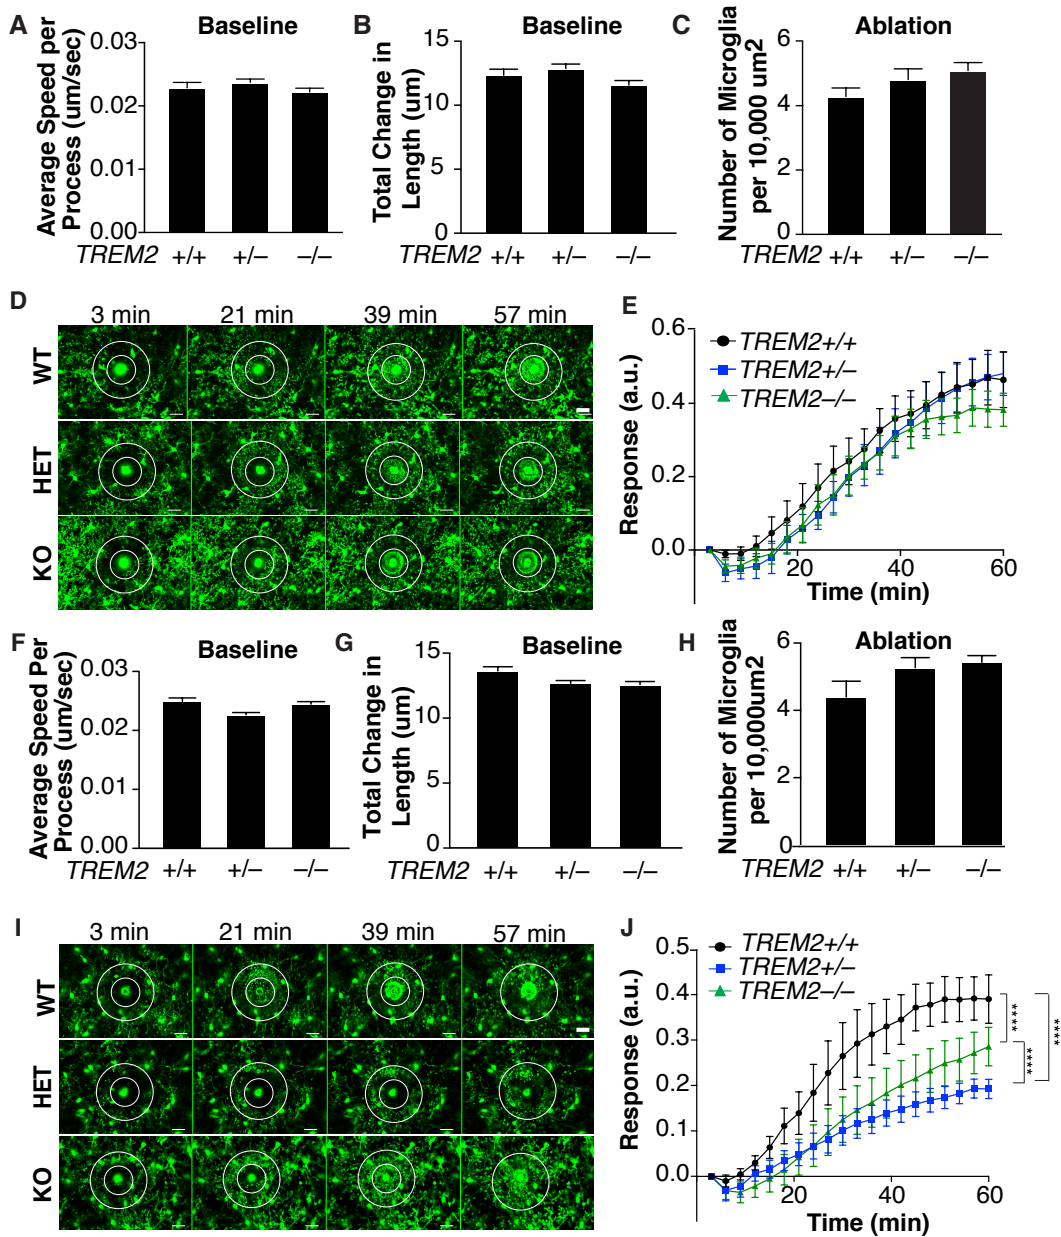 A
Baseline
Average Speed per
Process (um/sec)
0.03
0.02
0.01
0.00
TREM2 +/+ +/– –/–
B
Baseline
Total Change in
Length (um)
15
10
5
0
TREM2 +/+ +/– –/–
C
Ablation
Number of Microglia
per 10,000 um2
6
4
2
0
TREM2 +/+ +/– –/–
D
3 min 21 min 39 min 57 min
WT
HET
KO
E
Response (a.u.)
0.6
0.4
0.2
0.0
TREM2+/+
TREM2+/–
TREM2–/–
20 40 60
Time (min)
F
Baseline
Average Speed Per
Process (um/sec)
0.03
0.02
0.01
0.00
TREM2 +/+ +/– –/–
G
Baseline
Total Change in
Length (um)
15
10
5
0
TREM2 +/+ +/– –/–
H
Ablation
Number of Microglia
per 10,000um2
6
4
2
0
TREM2 +/+ +/– –/–
I
3 min 21 min 39 min 57 min
WT
HET
KO
J
Response (a.u.)
0.5
0.4
0.3
0.2
0.1
0.0
TREM2+/+
TREM2+/–
TREM2–/–
****
****
****
20 40 60
Time (min)